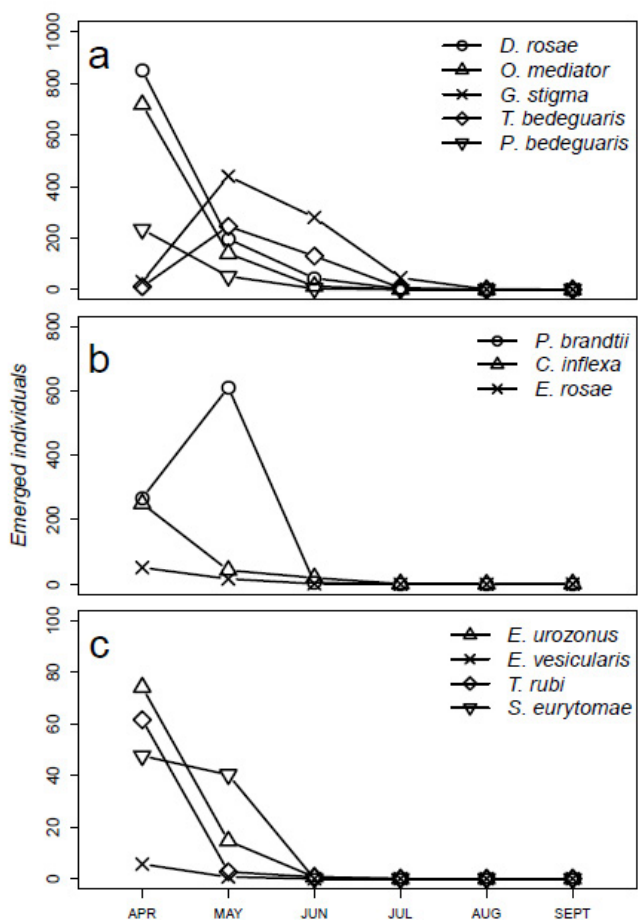 a
1000
800
600
400
200
0
D. rosae
O. mediator
G. stigma
T. bedeguaris
P. bedeguaris
b
800
600
400
200
0
P. brandtii
C. inflexa
E. rosae
Emerged individuals
c
100
80
60
40
20
0
E. urozonus
E. vesicularis
T. rubi
S. eurytomae
APR MAY JUN JUL AUG SEPT